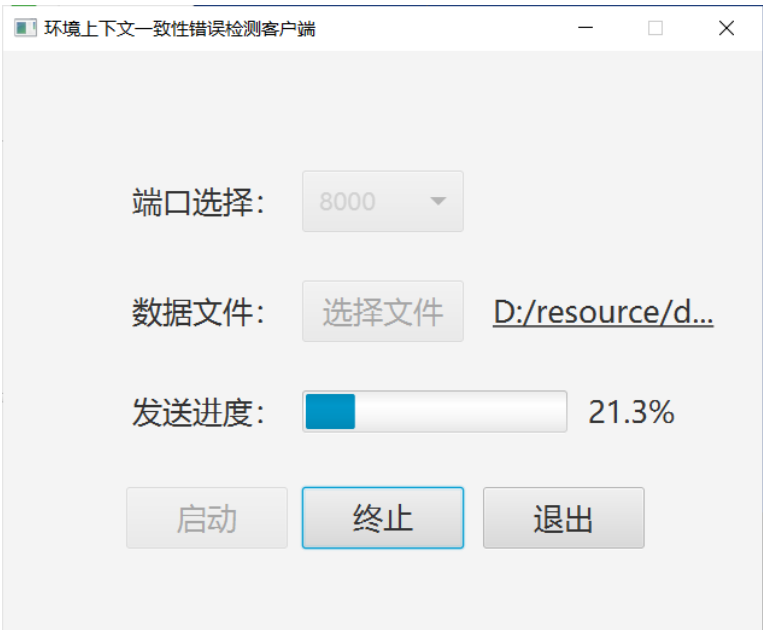 环境上下文一致性错误检测客户端
端口选择： 8000
数据文件： 选择文件 D:/resource/d...
发送进度： 21.3%
启动 终止 退出